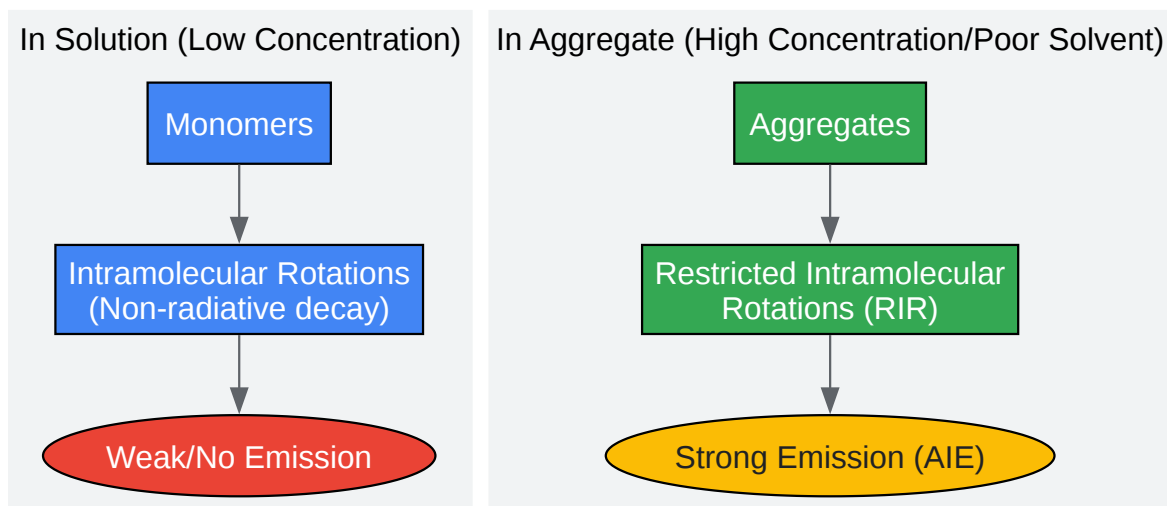 In Solution (Low Concentration)
Monomers
Intramolecular Rotations
(Non-radiative decay)
Weak/No Emission
In Aggregate (High Concentration/Poor Solvent)
Aggregates
Restricted Intramolecular
Rotations (RIR)
Strong Emission (AIE)